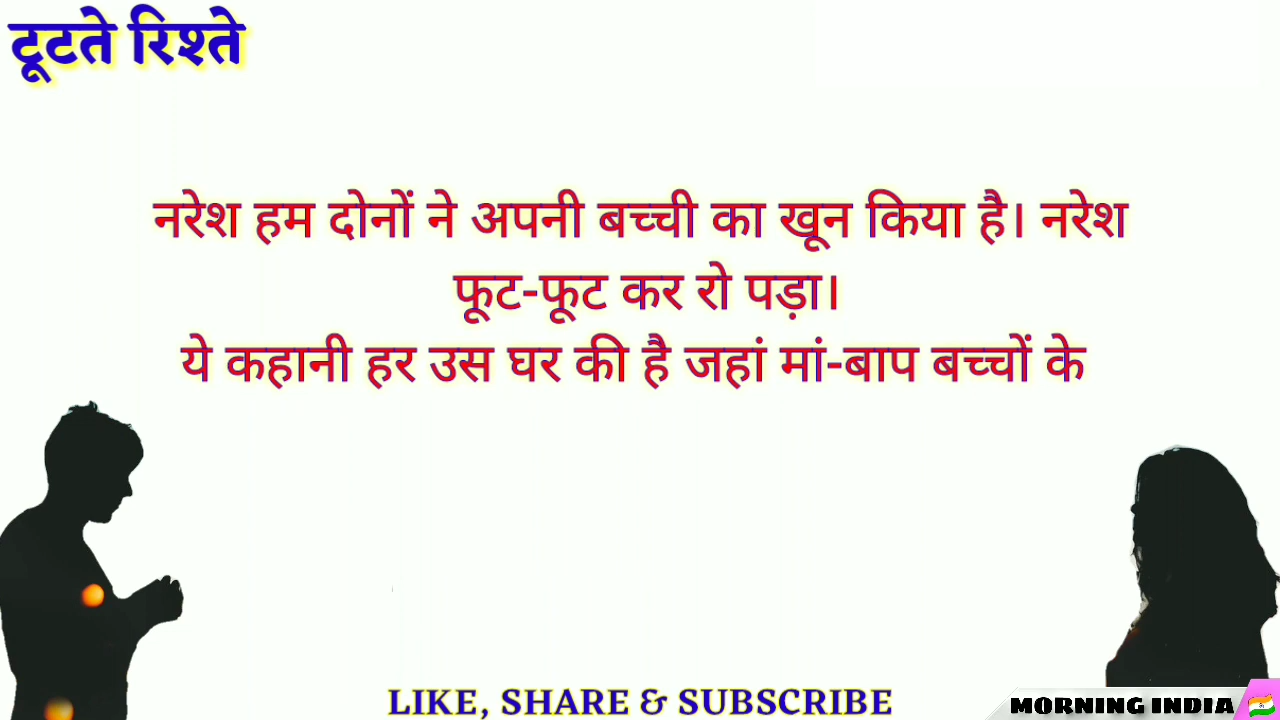 टूटते रिश्ते
नरेश हम दोनों ने अपनी बच्ची का खून किया है। नरेश
फूट-फूट कर रो पड़ा।
ये कहानी हर उस घर की है जहां मां-बाप बच्चों के
LIKE, SHARE & SUBSCRIBE
MORNING INDIA